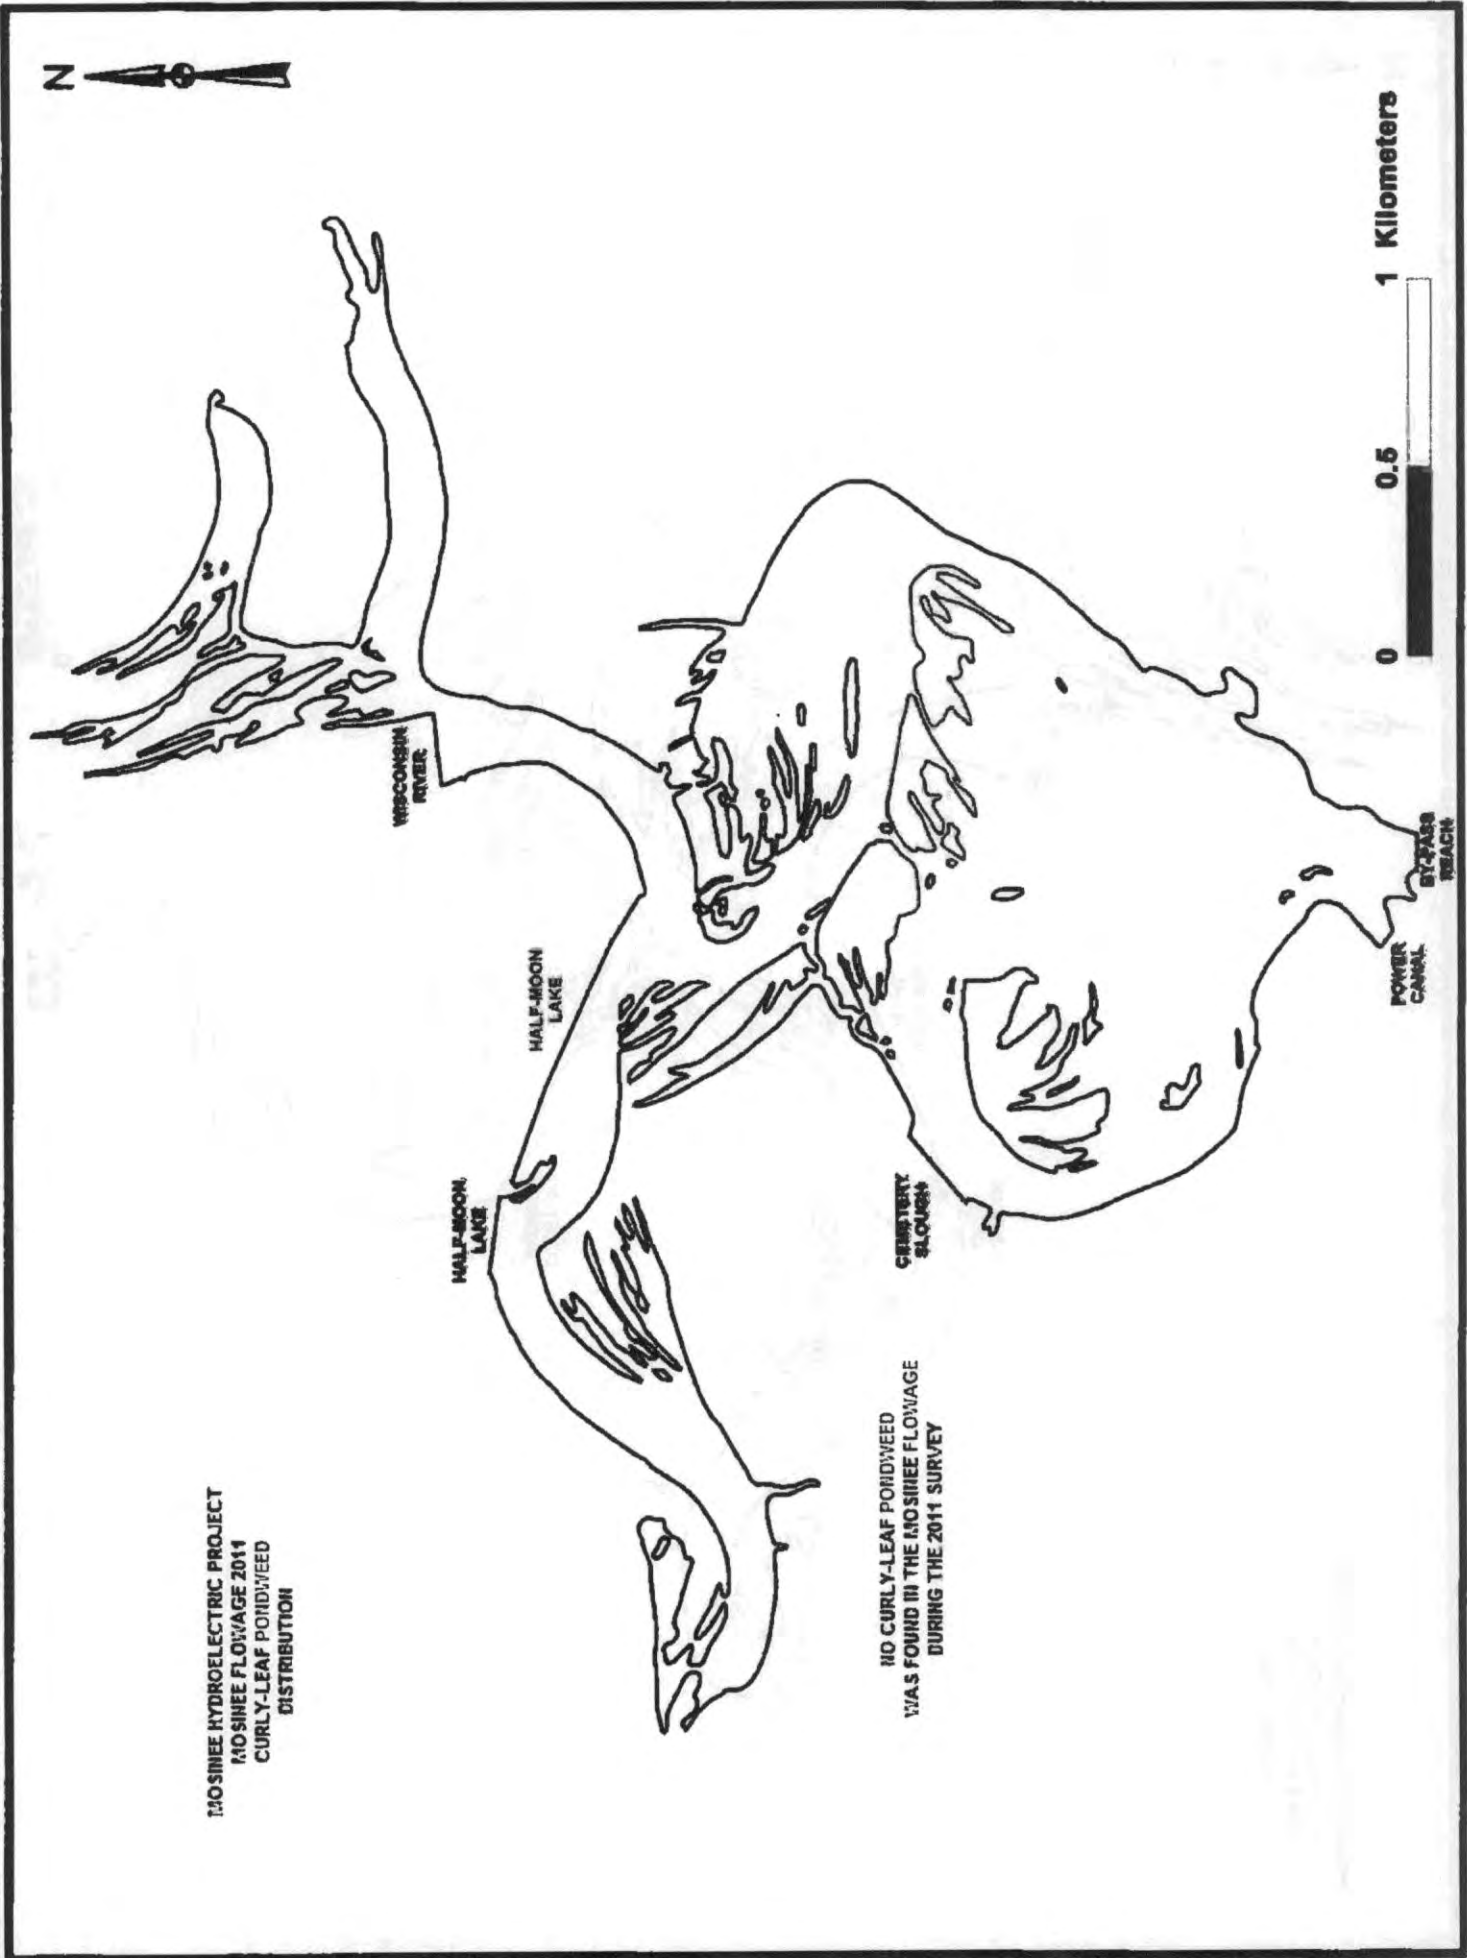 MOSINEE HYDROELECTRIC PROJECT
MOSINEE FLOWAGE 2011
CURLY-LEAF PONDWEED
DISTRIBUTION
N
WISCONSIN
RIVER
HALF-MOON
LAKE
HALF-MOON
LAKE
CEMETERY
SLOUGH
NO CURLY-LEAF PONDWEED
WAS FOUND IN THE MOSINEE FLOWAGE
DURING THE 2011 SURVEY
POWER
CANAL
BY-PASS
REACH
0 0.5 1 Kilometers